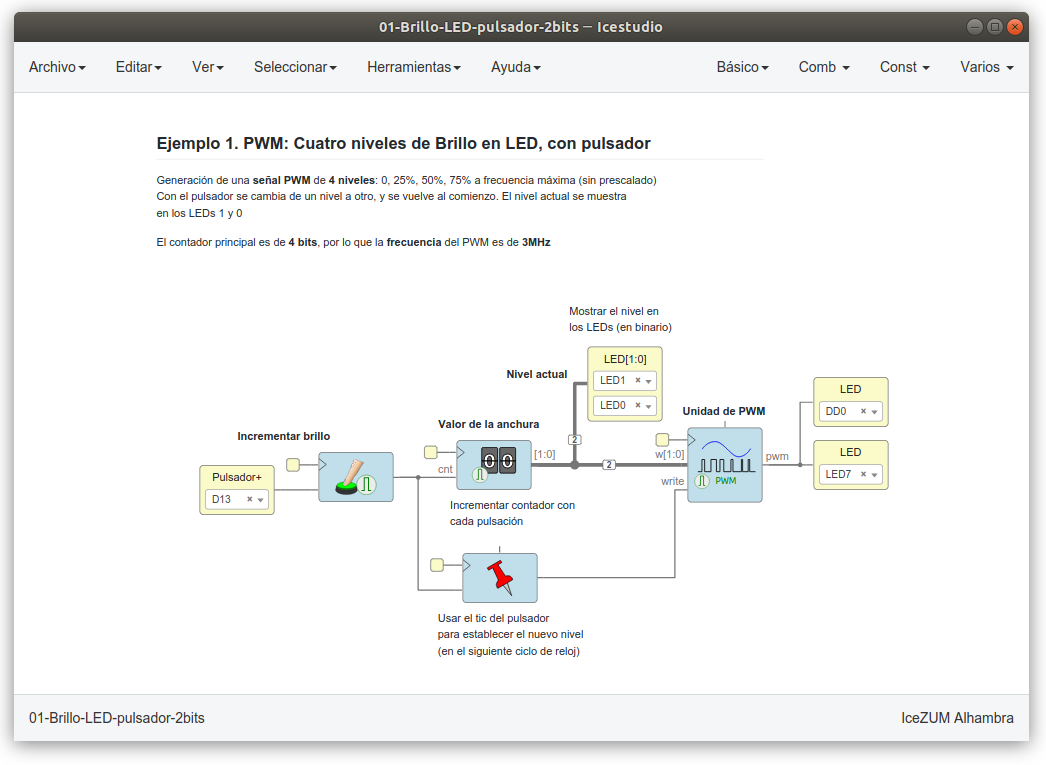 01-Brillo-LED-pulsador-2bits – Icestudio
Archivo Editar Ver Seleccionar Herramientas Ayuda Básico Comb Const Varios
Ejemplo 1. PWM: Cuatro niveles de Brillo en LED, con pulsador
Generación de una señal PWM de 4 niveles: 0, 25%, 50%, 75% a frecuencia máxima (sin prescalado)
Con el pulsador se cambia de un nivel a otro, y se vuelve al comienzo. El nivel actual se muestra
en los LEDs 1 y 0
El contador principal es de 4 bits, por lo que la frecuencia del PWM es de 3MHz
Mostrar el nivel en
los LEDs (en binario)
LED[1:0]
LED1
LED0
Nivel actual
2
Incrementar brillo
Pulsador+
D13
Valor de la anchura
cnt
00
[1:0]
2
Incrementar contador con
cada pulsación
Unidad de PWM
w[1:0]
write
PWM
pwm
LED
DD0
LED
LED7
Usar el tic del pulsador
para establecer el nuevo nivel
(en el siguiente ciclo de reloj)
01-Brillo-LED-pulsador-2bits
IceZUM Alhambra